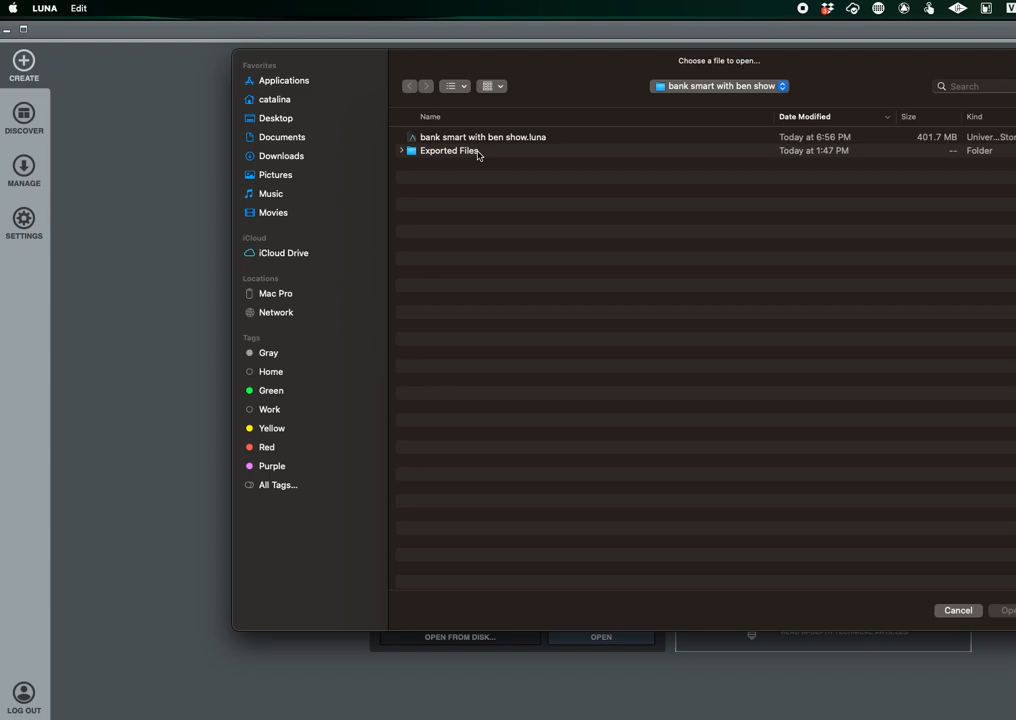 LUNA Edit
CREATE
DISCOVER
MANAGE
SETTINGS
LOG OUT
Favorites
Applications
catalina
Desktop
Documents
Downloads
Pictures
Music
Movies
iCloud
iCloud Drive
Locations
Mac Pro
Network
Tags
Gray
Home
Green
Work
Yellow
Red
Purple
All Tags...
Choose a file to open...
bank smart with ben show
Search
Name Date Modified Size Kind
bank smart with ben show.luna Today at 6:56 PM 401.7 MB Univer...Stor
Exported Files Today at 1:47 PM -- Folder
Cancel Ope
OPEN FROM DISK... OPEN